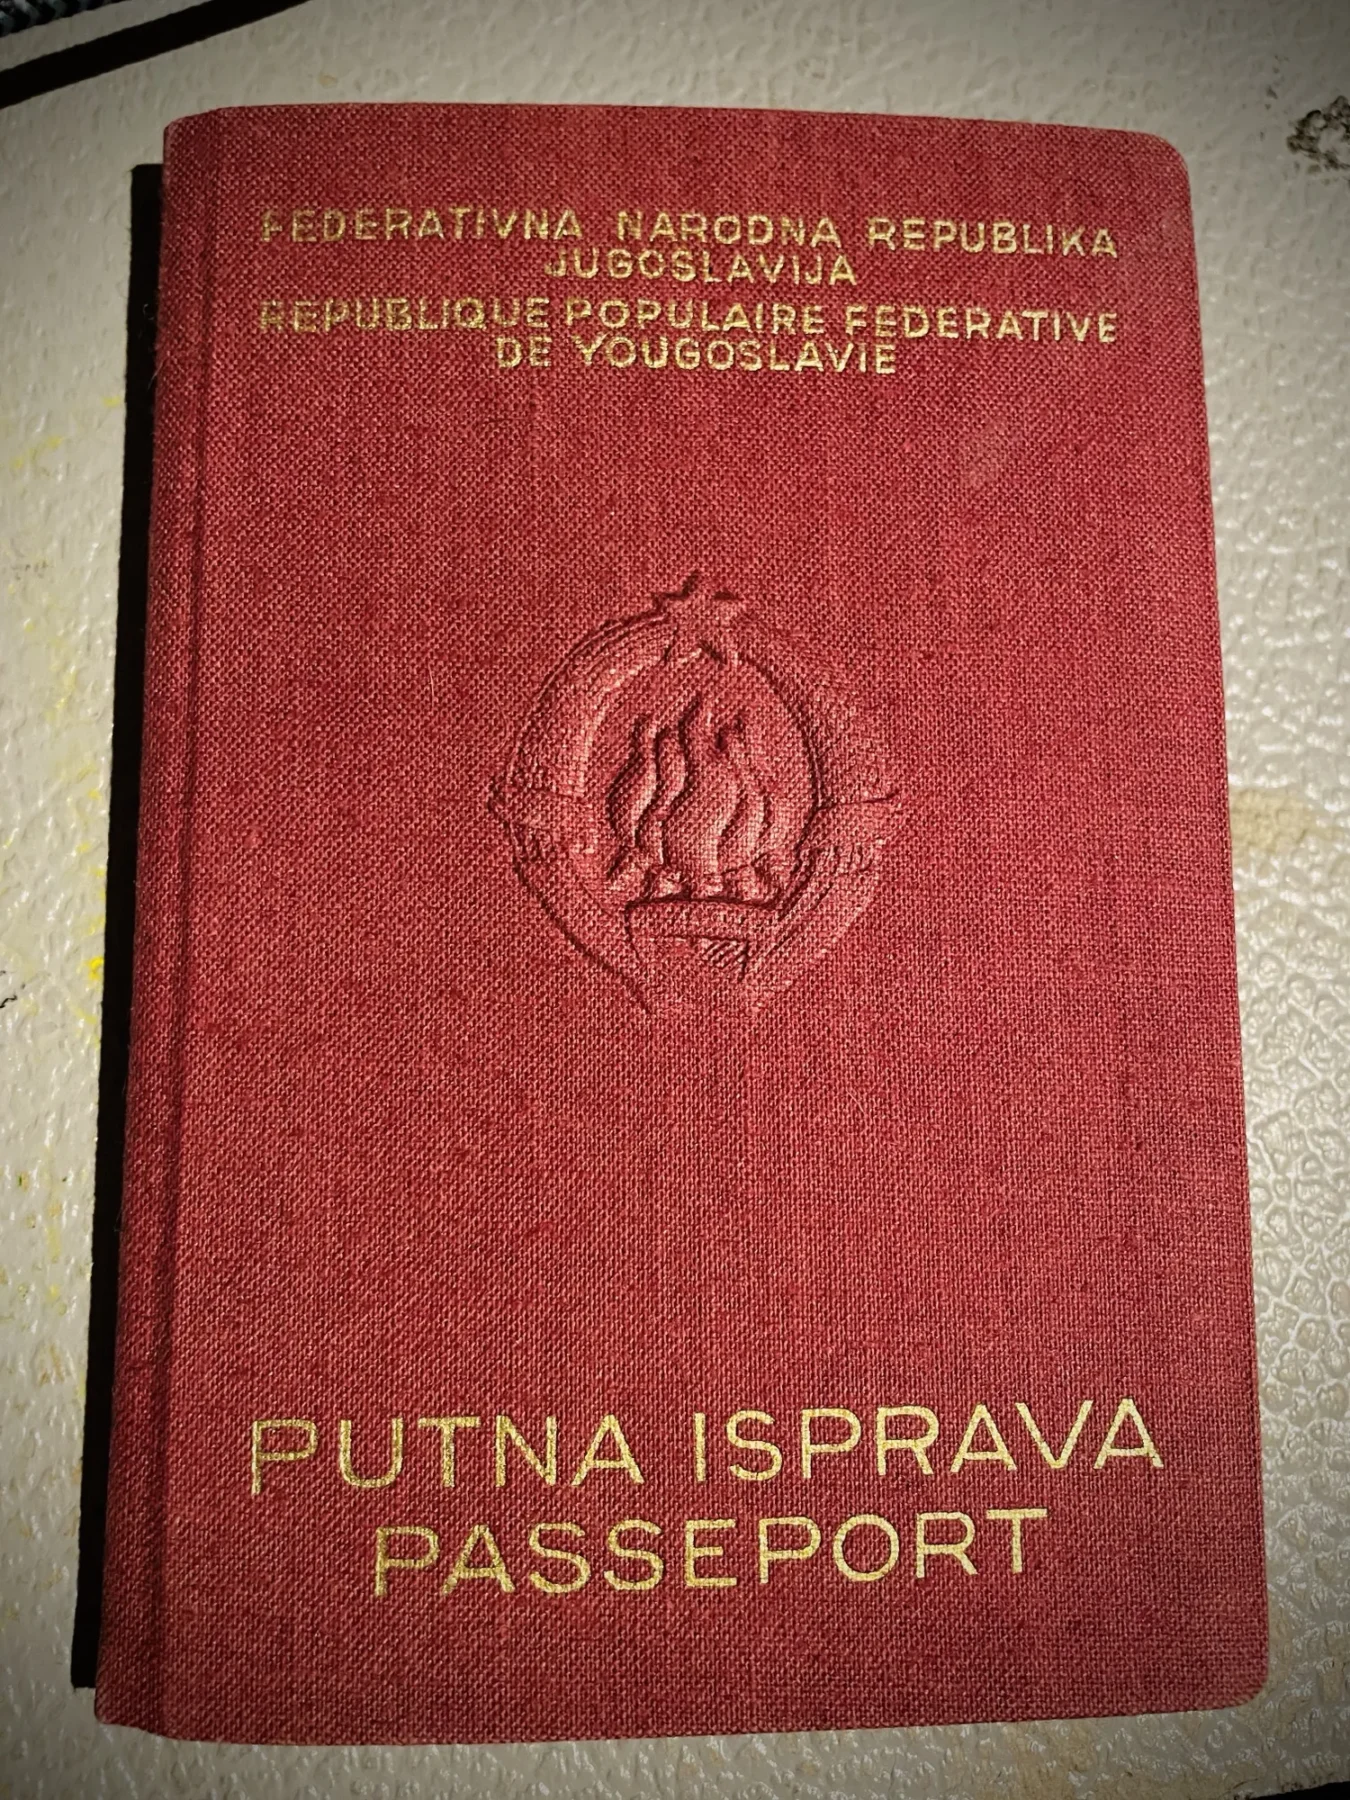 FEDERATIVNA NARODNA REPUBLIKA
JUGOSLAVIJA
REPUBLIQUE POPULAIRE FEDERATIVE
DE YOUGOSLAVIE
PUTNA ISPRAVA
PASSEPORT